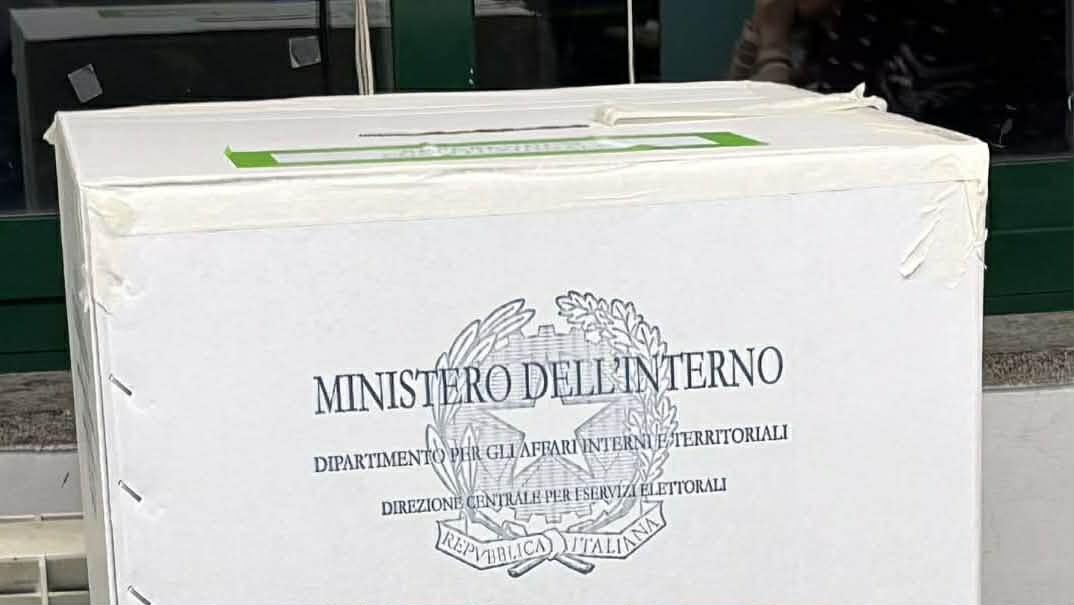 MINISTERO DELL'INTERNO
DIPARTIMENTO PER GLI AFFARI INTERNI E TERRITORIALI
DIREZIONE CENTRALE PER I SERVIZI ELETTORALI
REPVBBLICA ITALIANA